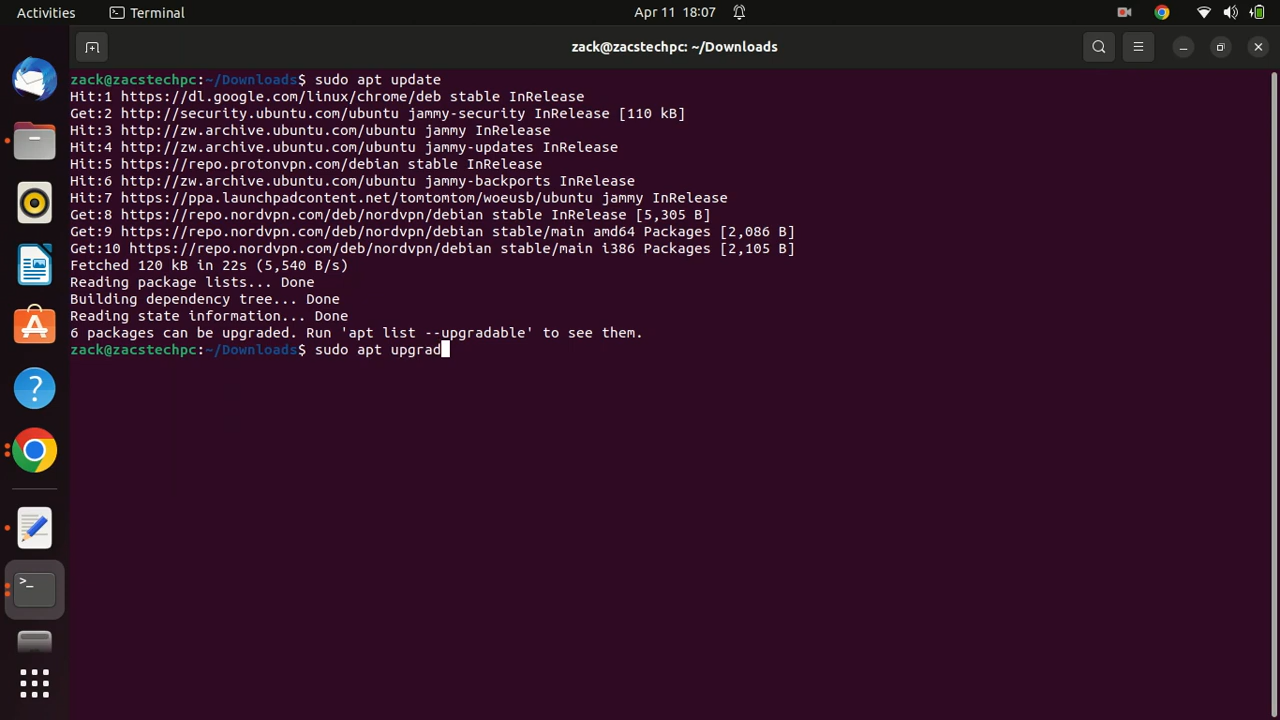 Activities Terminal Apr 11 18:07
zack@zacstechpc: ~/Downloads
zack@zacstechpc:~/Downloads$ sudo apt update
Hit:1 https://dl.google.com/linux/chrome/deb stable InRelease
Get:2 http://security.ubuntu.com/ubuntu jammy-security InRelease [110 kB]
Hit:3 http://zw.archive.ubuntu.com/ubuntu jammy InRelease
Hit:4 http://zw.archive.ubuntu.com/ubuntu jammy-updates InRelease
Hit:5 https://repo.protonvpn.com/debian stable InRelease
Hit:6 http://zw.archive.ubuntu.com/ubuntu jammy-backports InRelease
Hit:7 https://ppa.launchpadcontent.net/tomtomtom/woeusb/ubuntu jammy InRelease
Get:8 https://repo.nordvpn.com/deb/nordvpn/debian stable InRelease [5,305 B]
Get:9 https://repo.nordvpn.com/deb/nordvpn/debian stable/main amd64 Packages [2,086 B]
Get:10 https://repo.nordvpn.com/deb/nordvpn/debian stable/main i386 Packages [2,105 B]
Fetched 120 kB in 22s (5,540 B/s)
Reading package lists... Done
Building dependency tree... Done
Reading state information... Done
6 packages can be upgraded. Run 'apt list --upgradable' to see them.
zack@zacstechpc:~/Downloads$ sudo apt upgrad